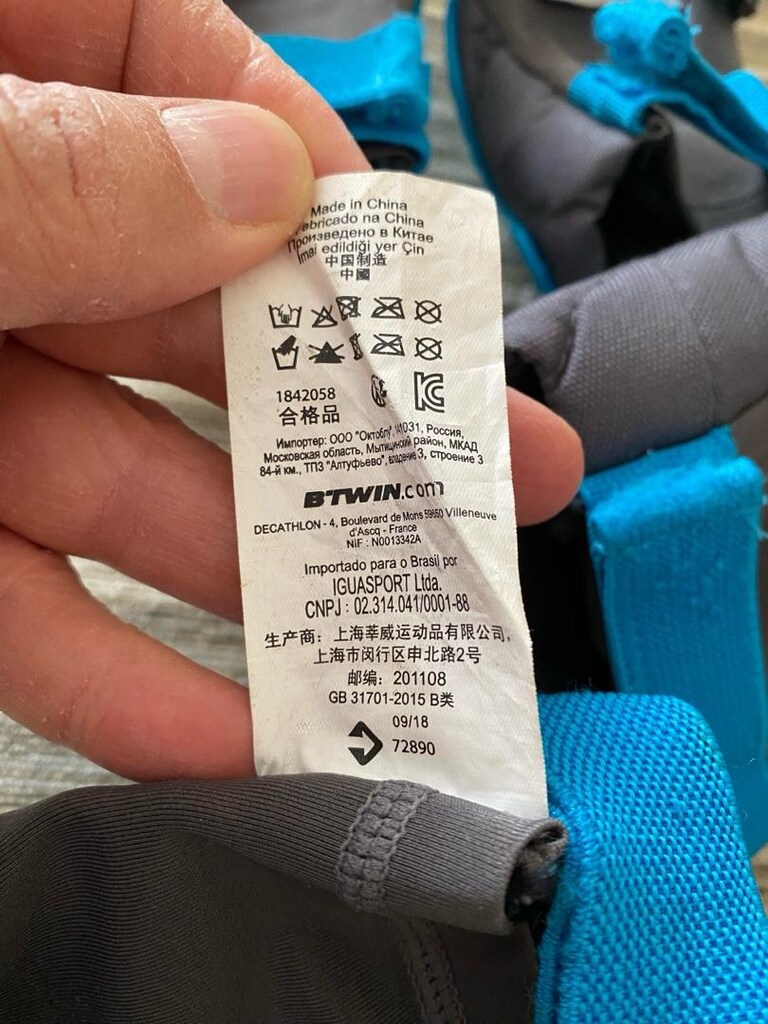 Made in China
Fabricado na China
Произведено в Китае
İmal edildiği yer Çin
中国制造
中國
1842058
合格品
Импортер: ООО "Октоблу", 141031, Россия,
Московская область, Мытищинский район, МКАД
84-й км., ТПЗ "Алтуфьево", владение 3, строение 3
BTWIN.com
DECATHLON - 4, Boulevard de Mons 59650 Villeneuve
d'Ascq - France
NIF : N0013342A
Importado para o Brasil por
IGUASPORT Ltda.
CNPJ : 02.314.041/0001-88
生产商: 上海莘威运动品有限公司,
上海市闵行区申北路2号
邮编: 201108
GB 31701-2015 B类
09/18
72890